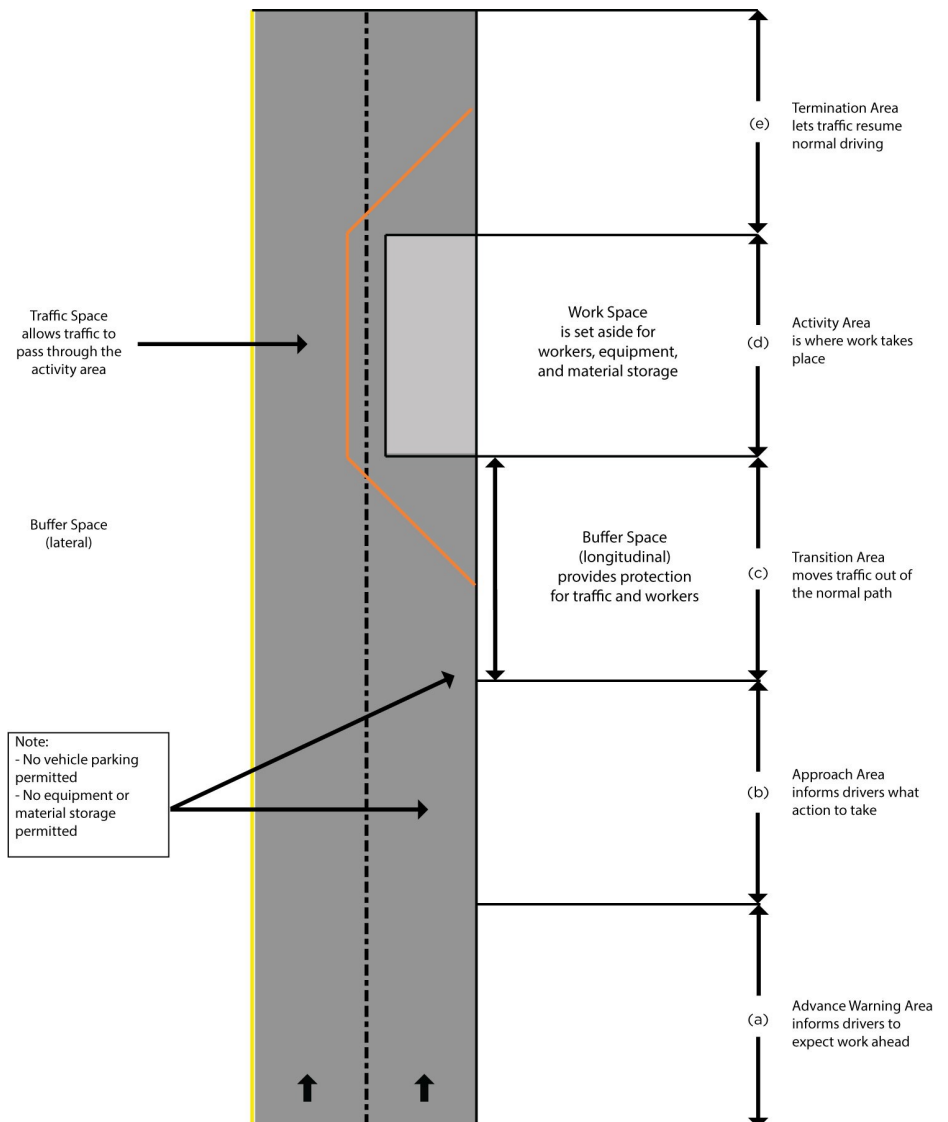 (e)
Termination Area
lets traffic resume
normal driving
Traffic Space
allows traffic to
pass through the
activity area
Work Space
is set aside for
workers, equipment,
and material storage
(d)
Activity Area
is where work takes
place
Buffer Space
(lateral)
Buffer Space
(longitudinal)
provides protection
for traffic and workers
(c)
Transition Area
moves traffic out of
the normal path
Note:
- No vehicle parking
permitted
- No equipment or
material storage
permitted
(b)
Approach Area
informs drivers what
action to take
(a)
Advance Warning Area
informs drivers to
expect work ahead